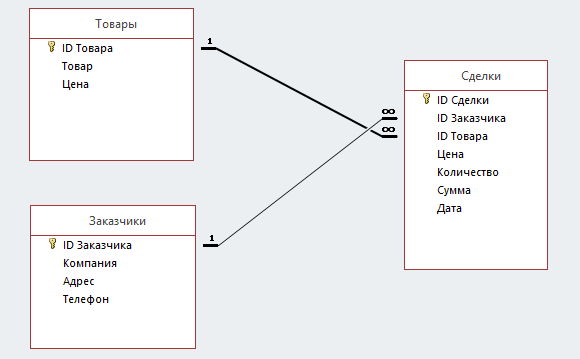 Товары
ID Товара
Товар
Цена
1
Сделки
ID Сделки
ID Заказчика
ID Товара
Цена
Количество
Сумма
Дата
∞
∞
Заказчики
ID Заказчика
Компания
Адрес
Телефон
1